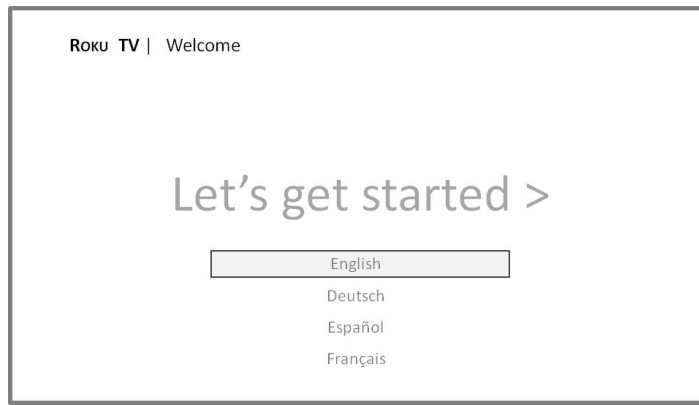 Roku TV | Welcome
Let's get started >
English
Deutsch
Español
Français